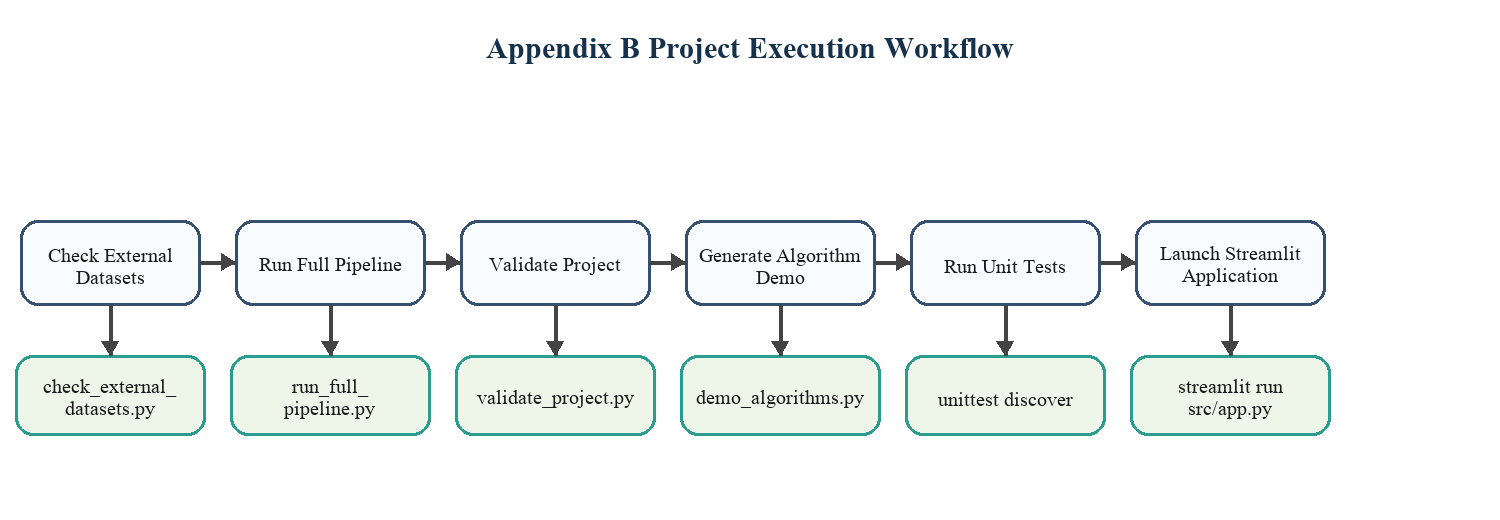 Appendix B Project Execution Workflow
Check External
Datasets
Run Full Pipeline
Validate Project
Generate Algorithm
Demo
Run Unit Tests
Launch Streamlit
Application
check_external_
datasets.py
run_full_
pipeline.py
validate_project.py
demo_algorithms.py
unittest discover
streamlit run
src/app.py